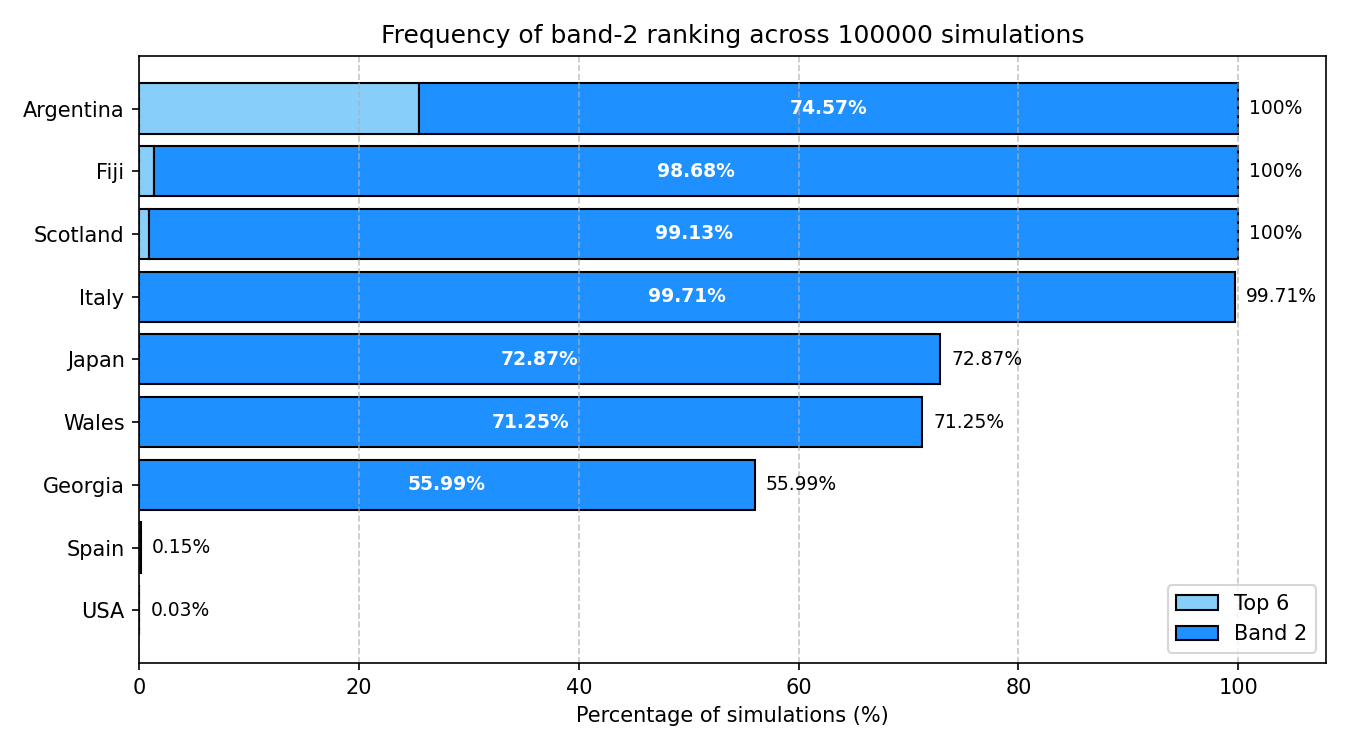 Frequency of band-2 ranking across 100000 simulations
Argentina 74.57% 100%
Fiji 98.68% 100%
Scotland 99.13% 100%
Italy 99.71% 99.71%
Japan 72.87% 72.87%
Wales 71.25% 71.25%
Georgia 55.99% 55.99%
Spain 0.15%
USA 0.03%
Top 6
Band 2
0 20 40 60 80 100
Percentage of simulations (%)